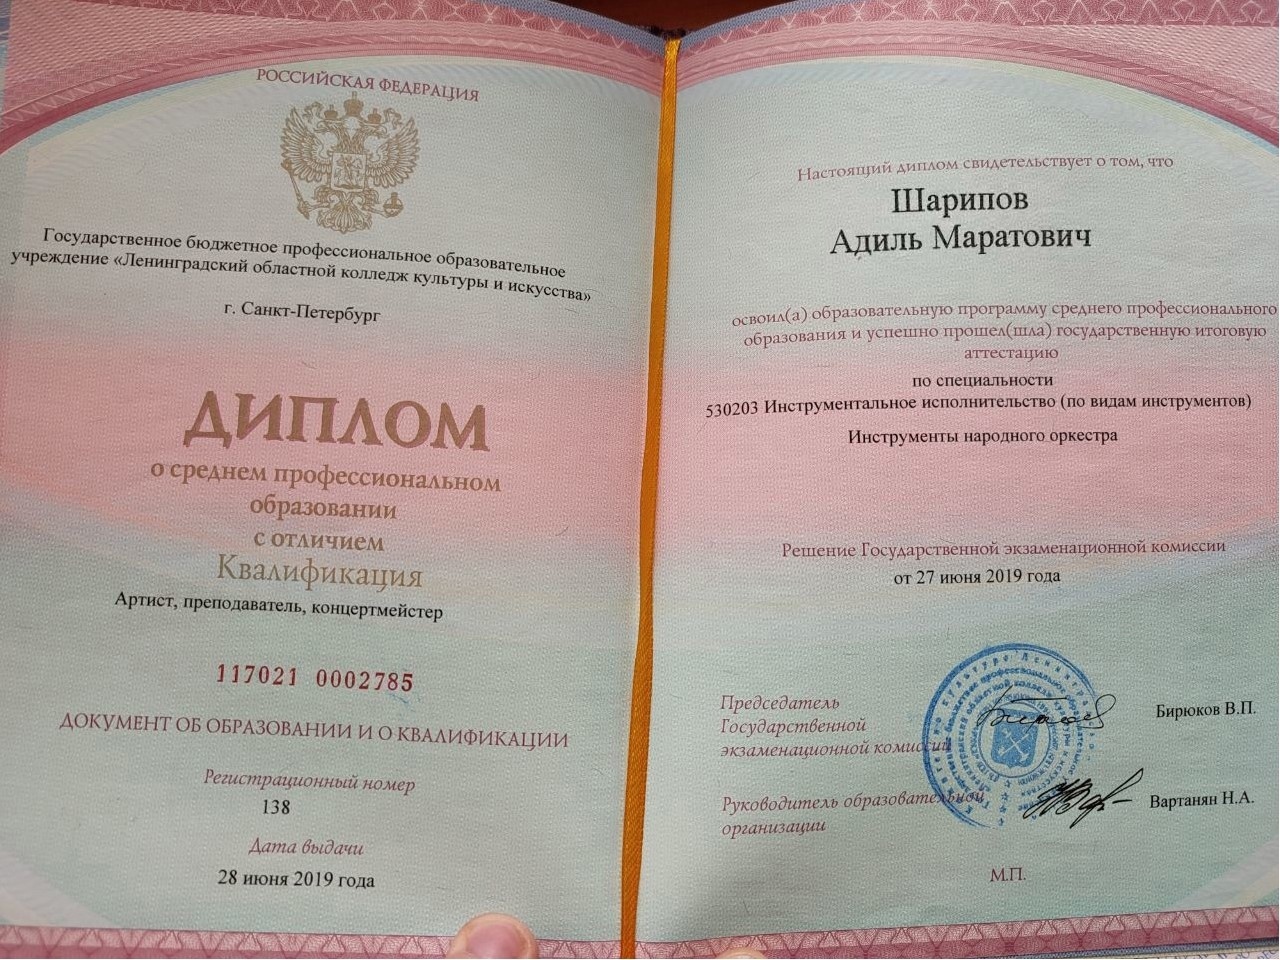 РОССИЙСКАЯ ФЕДЕРАЦИЯ
Государственное бюджетное профессиональное образовательное
учреждение «Ленинградский областной колледж культуры и искусства»
г. Санкт-Петербург
ДИПЛОМ
о среднем профессиональном
образовании
с отличием
Квалификация
Артист, преподаватель, концертмейстер
117021 0002785
ДОКУМЕНТ ОБ ОБРАЗОВАНИИ И О КВАЛИФИКАЦИИ
Регистрационный номер
138
Дата выдачи
28 июня 2019 года
Настоящий диплом свидетельствует о том, что
Шарипов
Адиль Маратович
освоил(а) образовательную программу среднего профессионального
образования и успешно прошел(шла) государственную итоговую
аттестацию
по специальности
530203 Инструментальное исполнительство (по видам инструментов)
Инструменты народного оркестра
Решение Государственной экзаменационной комиссии
от 27 июня 2019 года
Председатель
Государственной
экзаменационной комиссии
Бирюков В.П.
Руководитель образовательной
организации
Вартанян Н.А.
М.П.